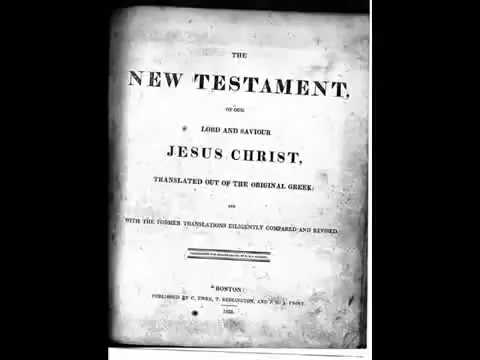 THE
NEW TESTAMENT,
OF OUR
LORD AND SAVIOUR
JESUS CHRIST,
TRANSLATED OUT OF THE ORIGINAL GREEK:
AND
WITH THE FORMER TRANSLATIONS DILIGENTLY COMPARED AND REVISED.
BOSTON:
PUBLISHED BY C. EWER, T. BEDLINGTON, AND J. H. A. FROST.